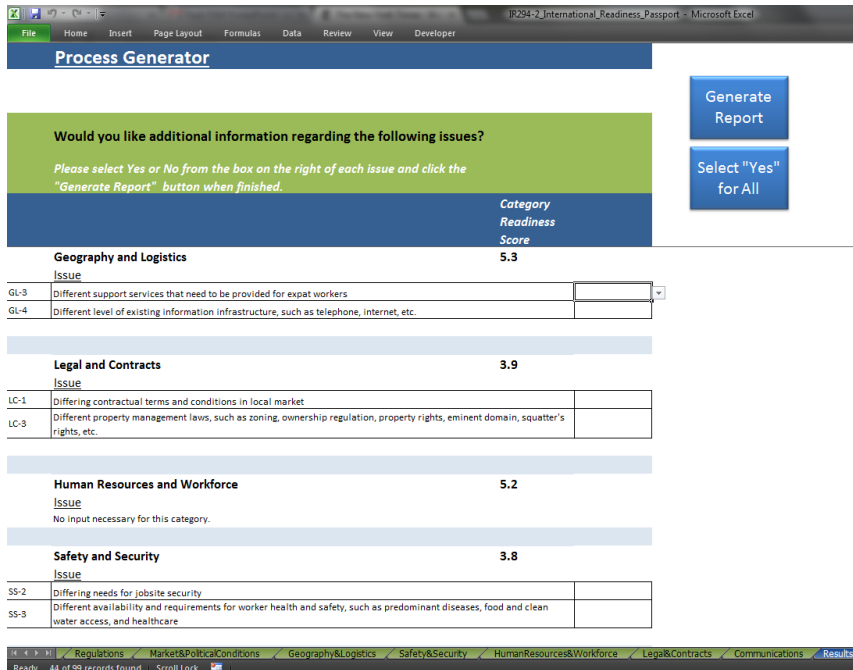 IR294-2_International_Readiness_Passport - Microsoft Excel
File Home Insert Page Layout Formulas Data Review View Developer
Process Generator
Generate
Report
Would you like additional information regarding the following issues?
Please select Yes or No from the box on the right of each issue and click the
"Generate Report" button when finished.
Select "Yes"
for All
Category
Readiness
Score
Geography and Logistics 5.3
Issue
GL-3 Different support services that need to be provided for expat workers
GL-4 Different level of existing information infrastructure, such as telephone, internet, etc.
Legal and Contracts 3.9
Issue
LC-1 Differing contractual terms and conditions in local market
LC-3 Different property management laws, such as zoning, ownership regulation, property rights, eminent domain, squatter's
rights, etc.
Human Resources and Workforce 5.2
Issue
No input necessary for this category.
Safety and Security 3.8
Issue
SS-2 Differing needs for jobsite security
SS-3 Different availability and requirements for worker health and safety, such as predominant diseases, food and clean
water access, and healthcare
Regulations Market&PoliticalConditions Geography&Logistics Safety&Security HumanResources&Workforce Legal&Contracts Communications Results
Ready 44 of 99 records found Scroll Lock